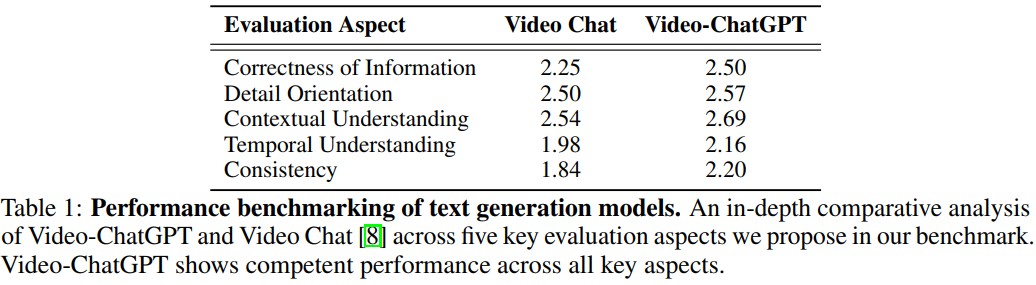 Evaluation Aspect Video Chat Video-ChatGPT
Correctness of Information 2.25 2.50
Detail Orientation 2.50 2.57
Contextual Understanding 2.54 2.69
Temporal Understanding 1.98 2.16
Consistency 1.84 2.20
Table 1: Performance benchmarking of text generation models. An in-depth comparative analysis
of Video-ChatGPT and Video Chat [8] across five key evaluation aspects we propose in our benchmark.
Video-ChatGPT shows competent performance across all key aspects.